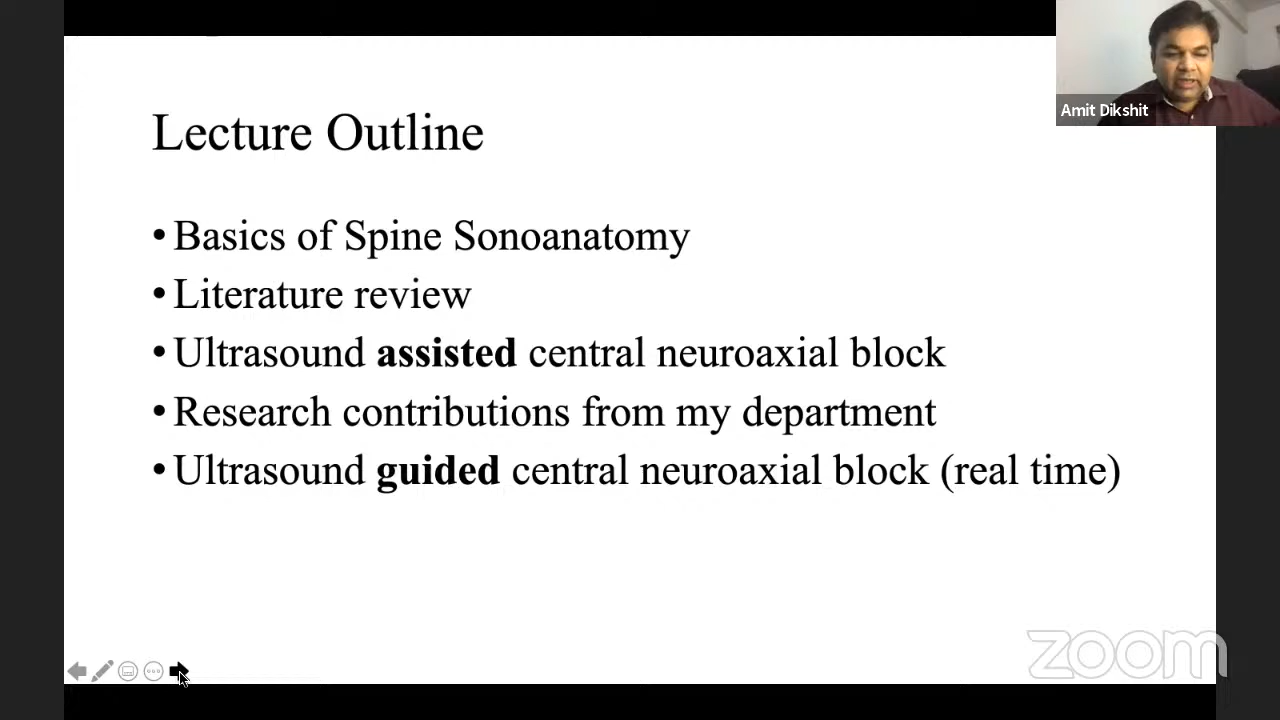 Amit Dikshit
Lecture Outline
• Basics of Spine Sonoanatomy
• Literature review
• Ultrasound assisted central neuroaxial block
• Research contributions from my department
• Ultrasound guided central neuroaxial block (real time)
zoom